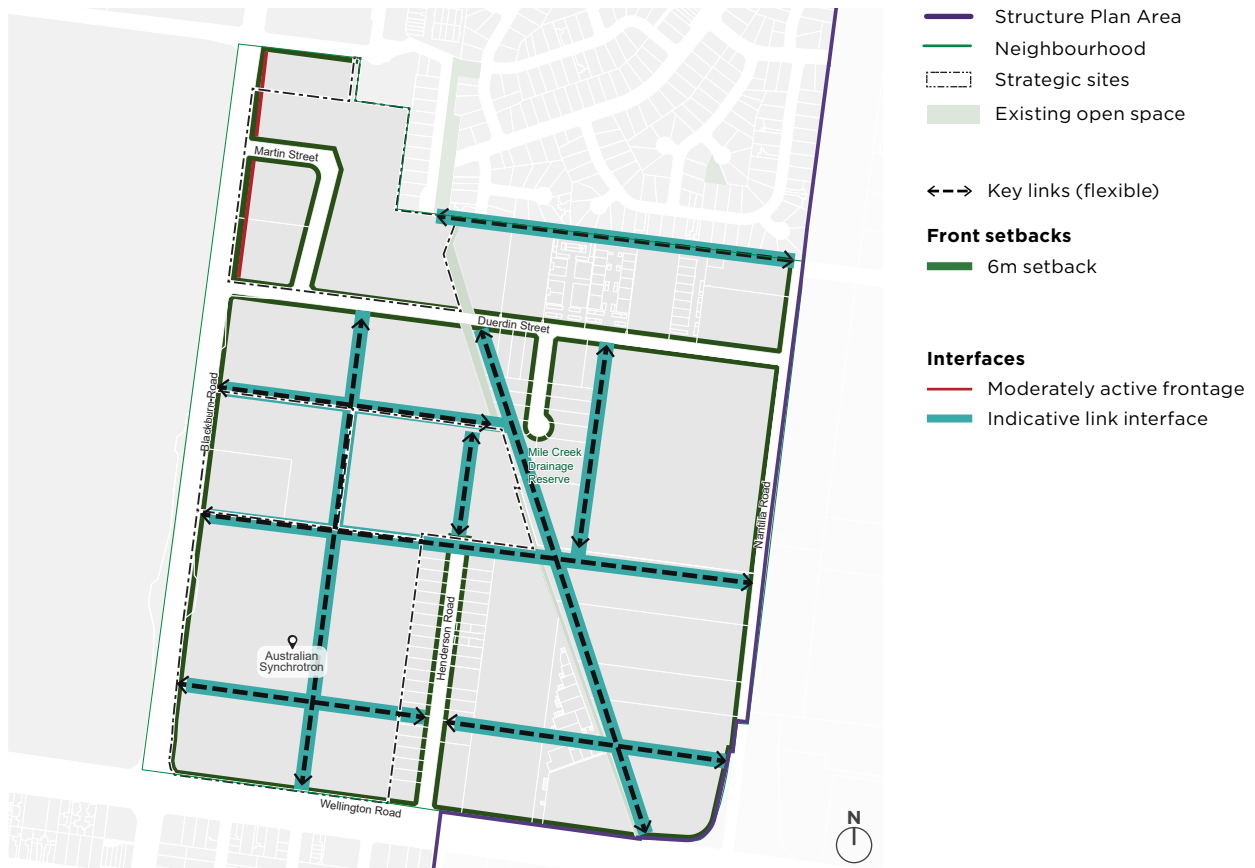 Structure Plan Area
Neighbourhood
Strategic sites
Existing open space
Key links (flexible)
Front setbacks
6m setback
Interfaces
Moderately active frontage
Indicative link interface
Martin Street
Duerdin Street
Blackburn Road
Mile Creek
Drainage
Reserve
Nantilla Road
Henderson Road
Australian
Synchrotron
Wellington Road
N